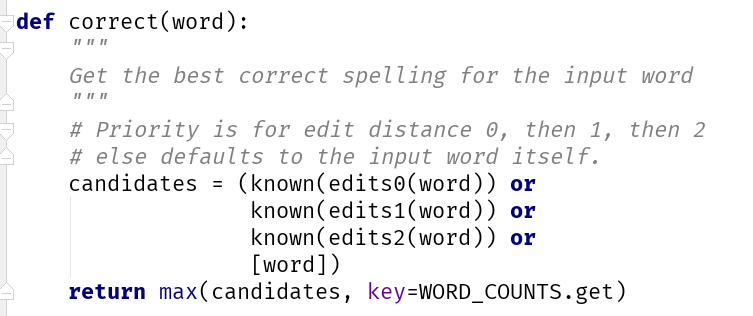 def correct(word):
    """
    Get the best correct spelling for the input word
    """
    # Priority is for edit distance 0, then 1, then 2
    # else defaults to the input word itself.
    candidates = (known(edits0(word)) or
                  known(edits1(word)) or
                  known(edits2(word)) or
                  [word])
    return max(candidates, key=WORD_COUNTS.get)